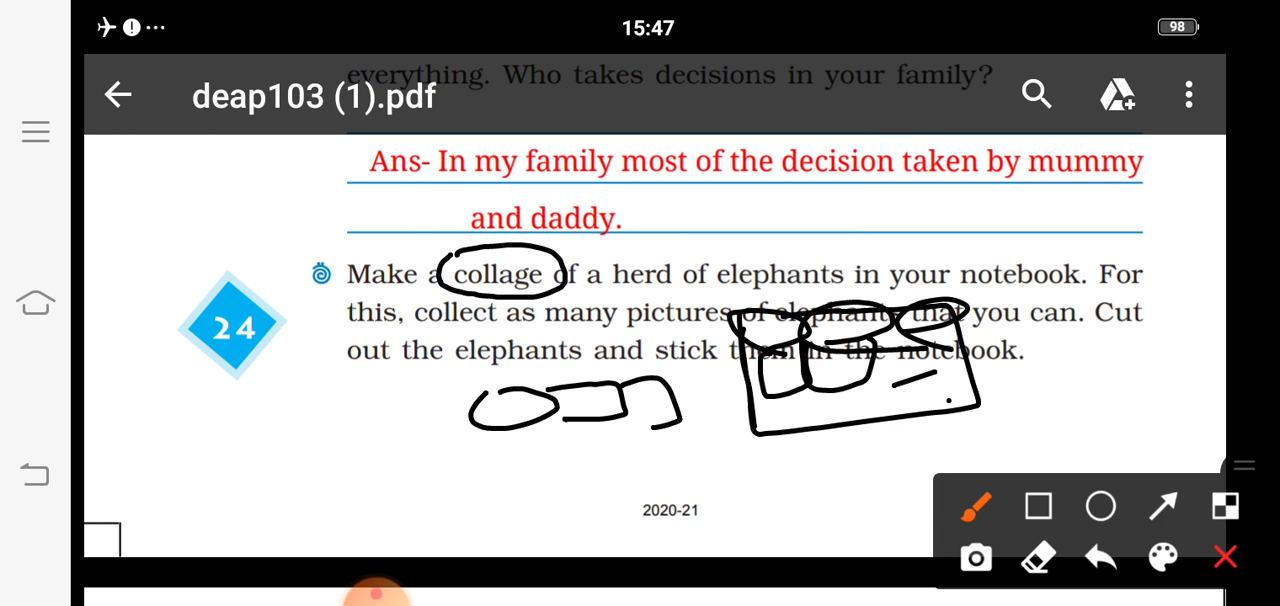 15:47
98
everything. Who takes decisions in your family?
deap103 (1).pdf
Ans- In my family most of the decision taken by mummy
and daddy.
Make a collage of a herd of elephants in your notebook. For
this, collect as many pictures of elephants that you can. Cut
24
out the elephants and stick them in the notebook.
2020-21